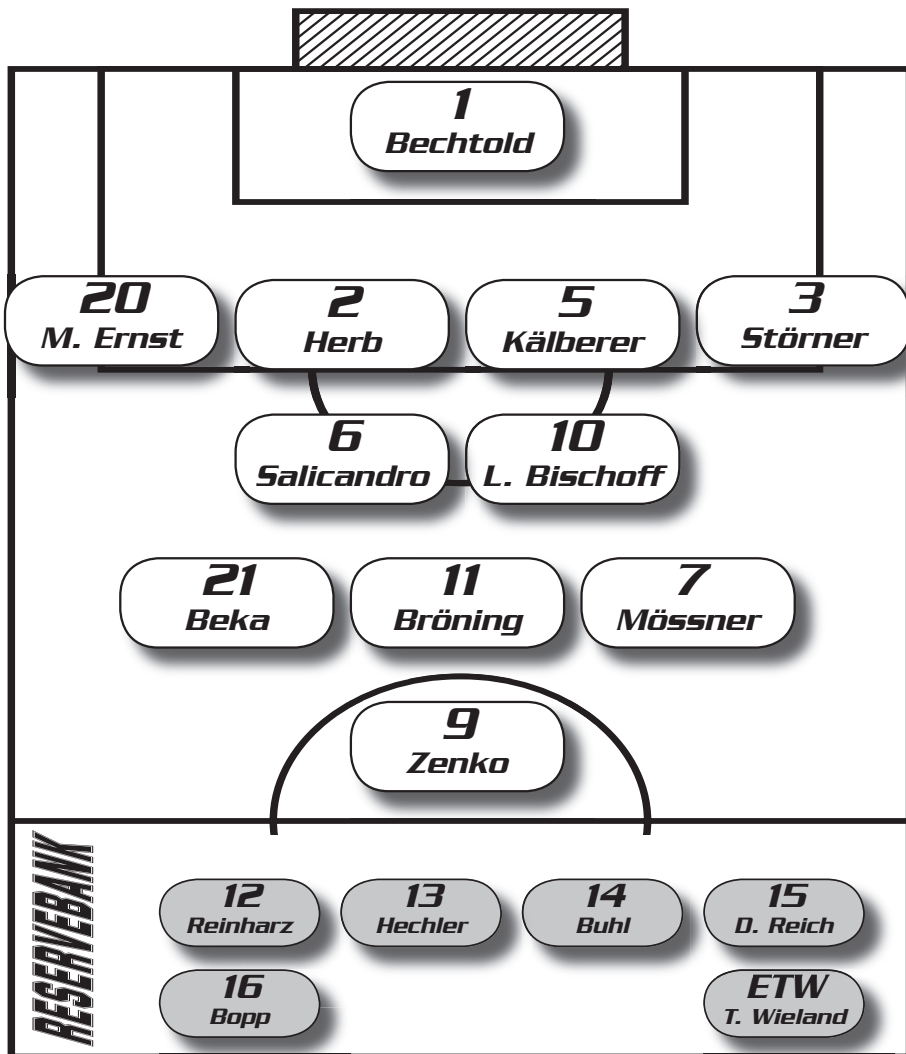 1
Bechtold
20
M. Ernst
2
Herb
5
Kälberer
3
Störner
6
Salicandro
10
L. Bischoff
21
Beka
11
Bröning
7
Mössner
9
Zenko
RESERVEBANK
12
Reinharz
13
Hechler
14
Buhl
15
D. Reich
16
Bopp
ETW
T. Wieland